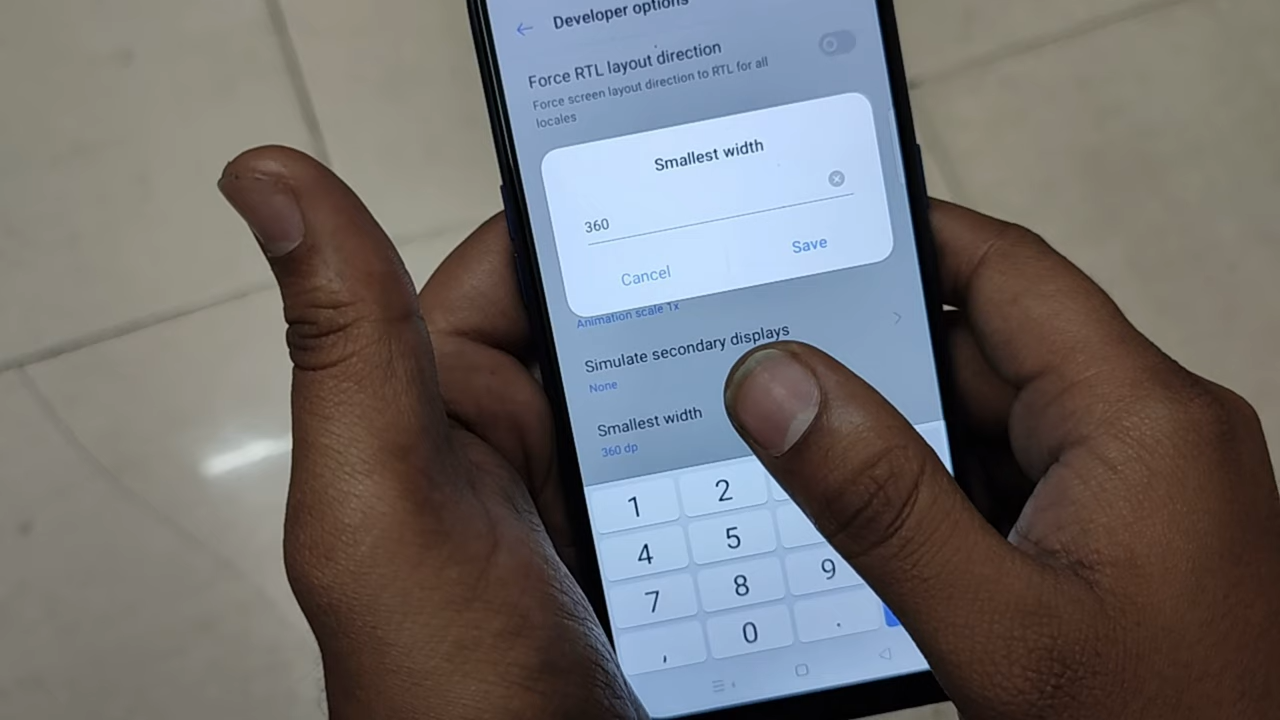 Developer options
Force RTL layout direction
Force screen layout direction to RTL for all
locales
Smallest width
360
Cancel
Save
Animation scale 1x
Simulate secondary displays
None
Smallest width
360 dp
1 2
4 5
7 8 9
, 0 .